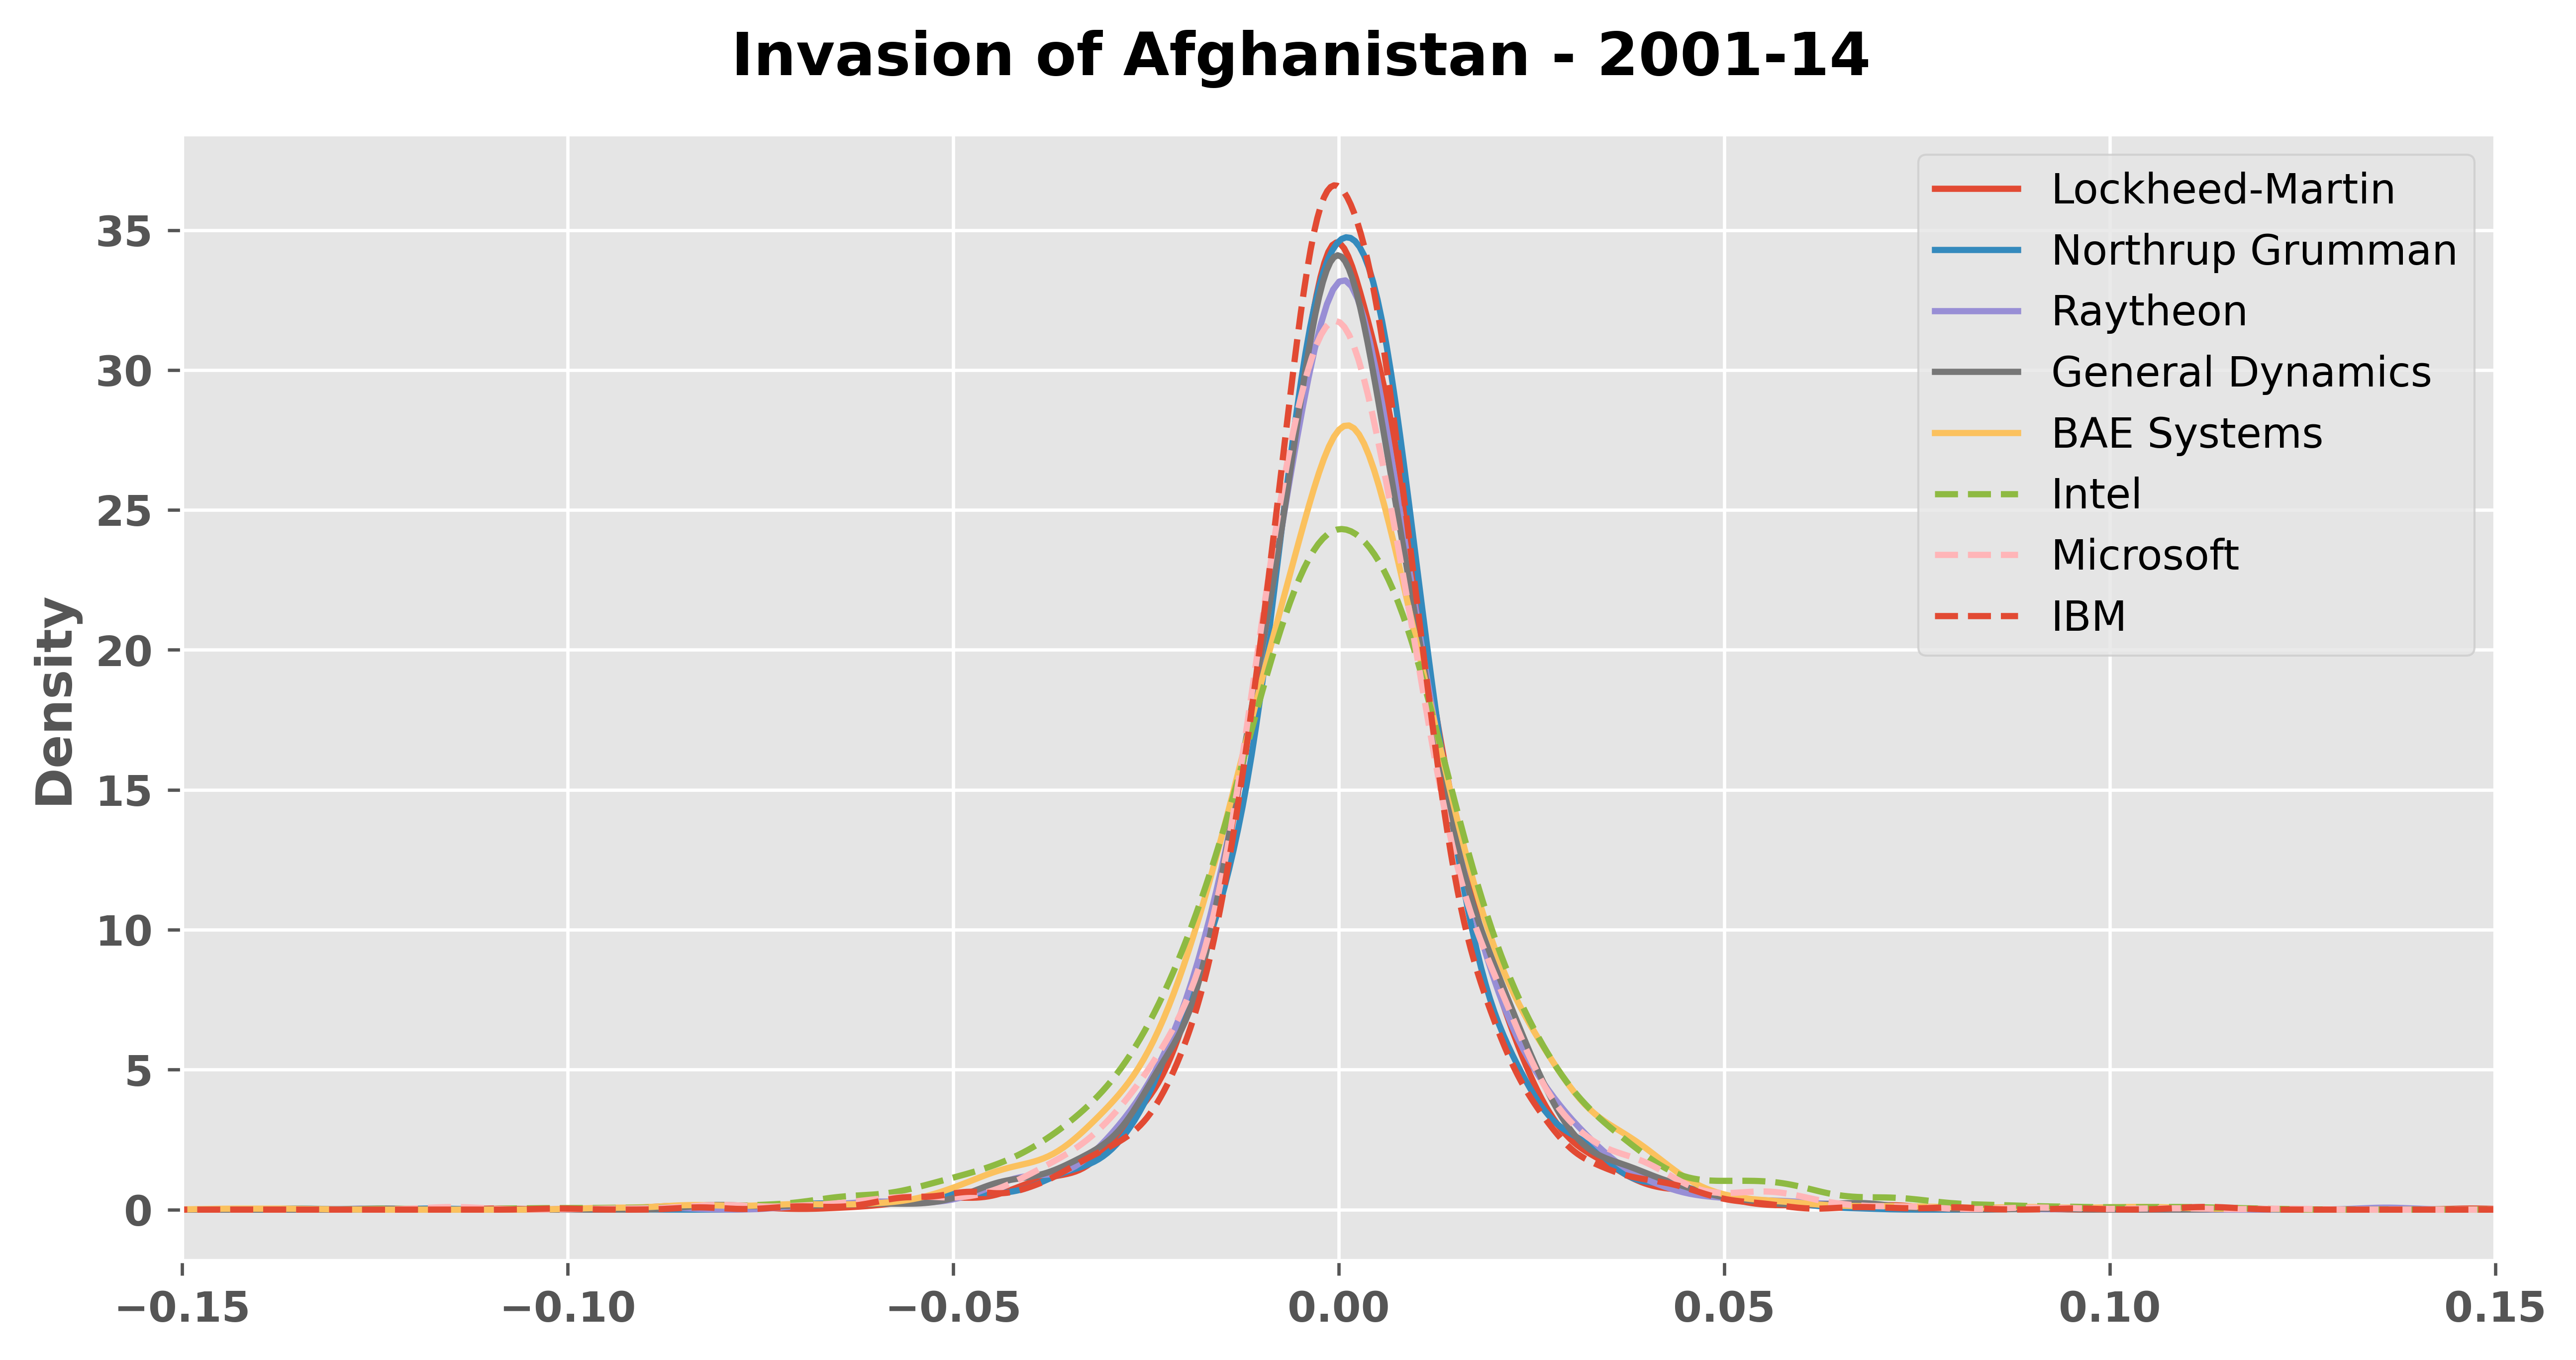 Invasion of Afghanistan - 2001-14
Density
35
30
25
20
15
10
5
0
−0.15
−0.10
−0.05
0.00
0.05
0.10
0.15
Lockheed-Martin
Northrup Grumman
Raytheon
General Dynamics
BAE Systems
Intel
Microsoft
IBM